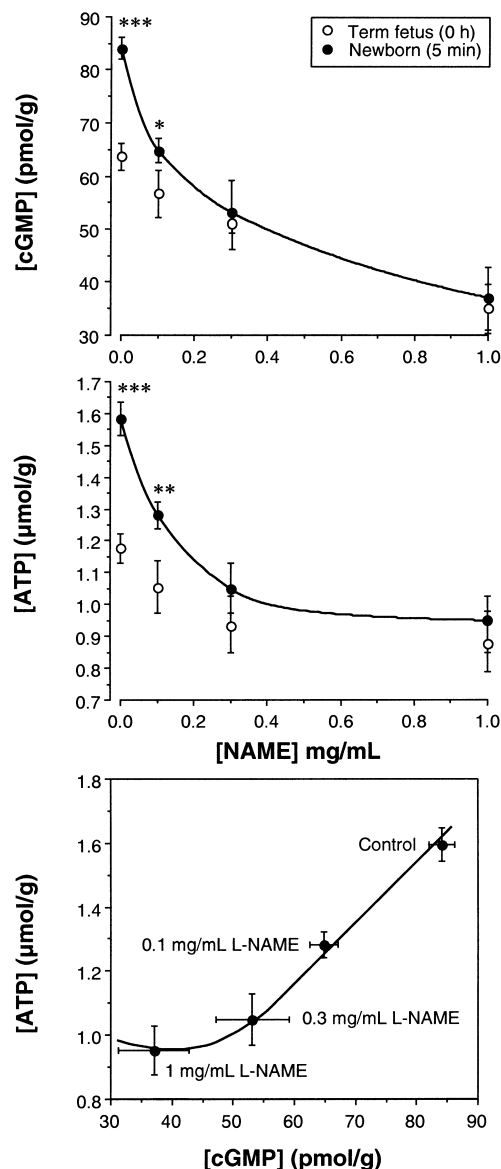 90
80
70
60
50
40
30
[cGMP] (pmol/g)
***
*
Term fetus (0 h)
Newborn (5 min)
0.0 0.2 0.4 0.6 0.8 1.0
1.7
1.6
1.5
1.4
1.3
1.2
1.1
1.0
0.9
0.8
0.7
[ATP] (µmol/g)
***
**
0.0 0.2 0.4 0.6 0.8 1.0
[NAME] mg/mL
1.8
1.6
1.4
1.2
1.0
0.8
[ATP] (µmol/g)
Control
0.1 mg/mL L-NAME
0.3 mg/mL L-NAME
1 mg/mL L-NAME
30 40 50 60 70 80 90
[cGMP] (pmol/g)